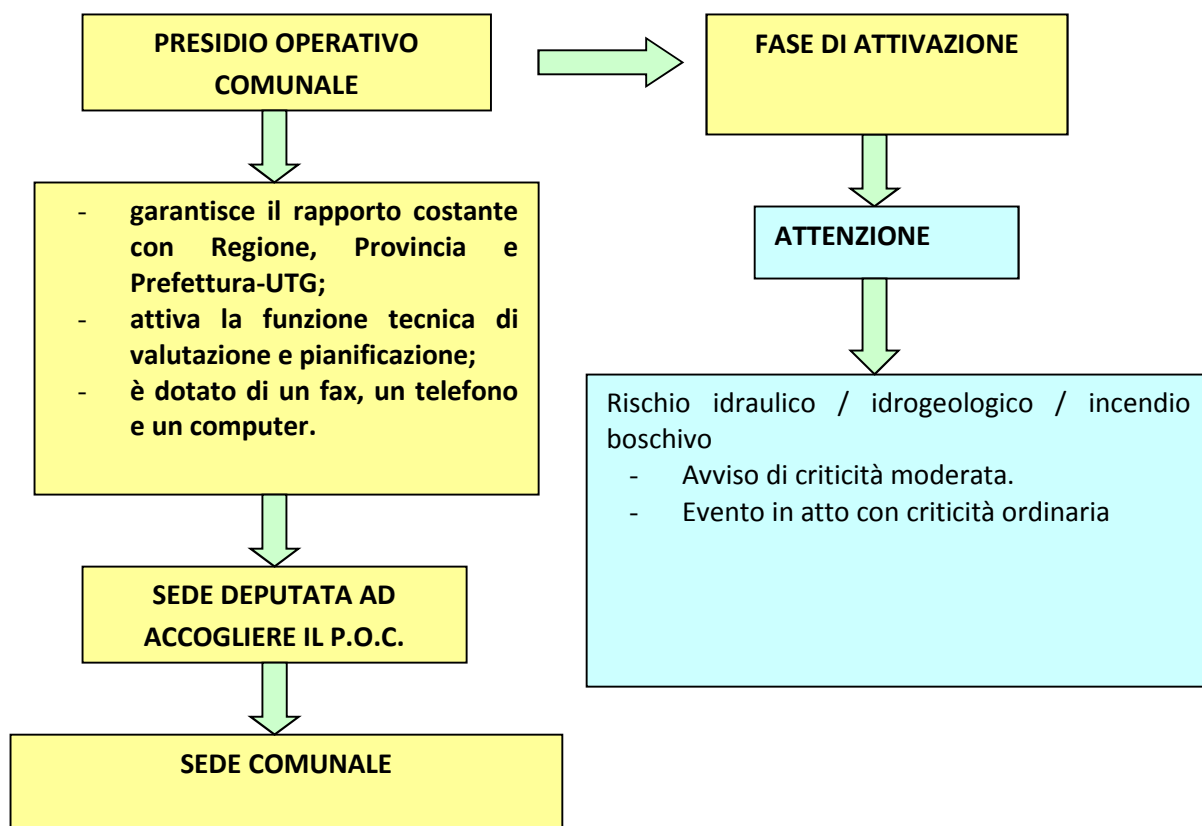 PRESIDIO OPERATIVO
COMUNALE
FASE DI ATTIVAZIONE
- garantisce il rapporto costante
con Regione, Provincia e
Prefettura-UTG;
- attiva la funzione tecnica di
valutazione e pianificazione;
- è dotato di un fax, un telefono
e un computer.
ATTENZIONE
Rischio idraulico / idrogeologico / incendio
boschivo
- Avviso di criticità moderata.
- Evento in atto con criticità ordinaria
SEDE DEPUTATA AD
ACCOGLIERE IL P.O.C.
SEDE COMUNALE